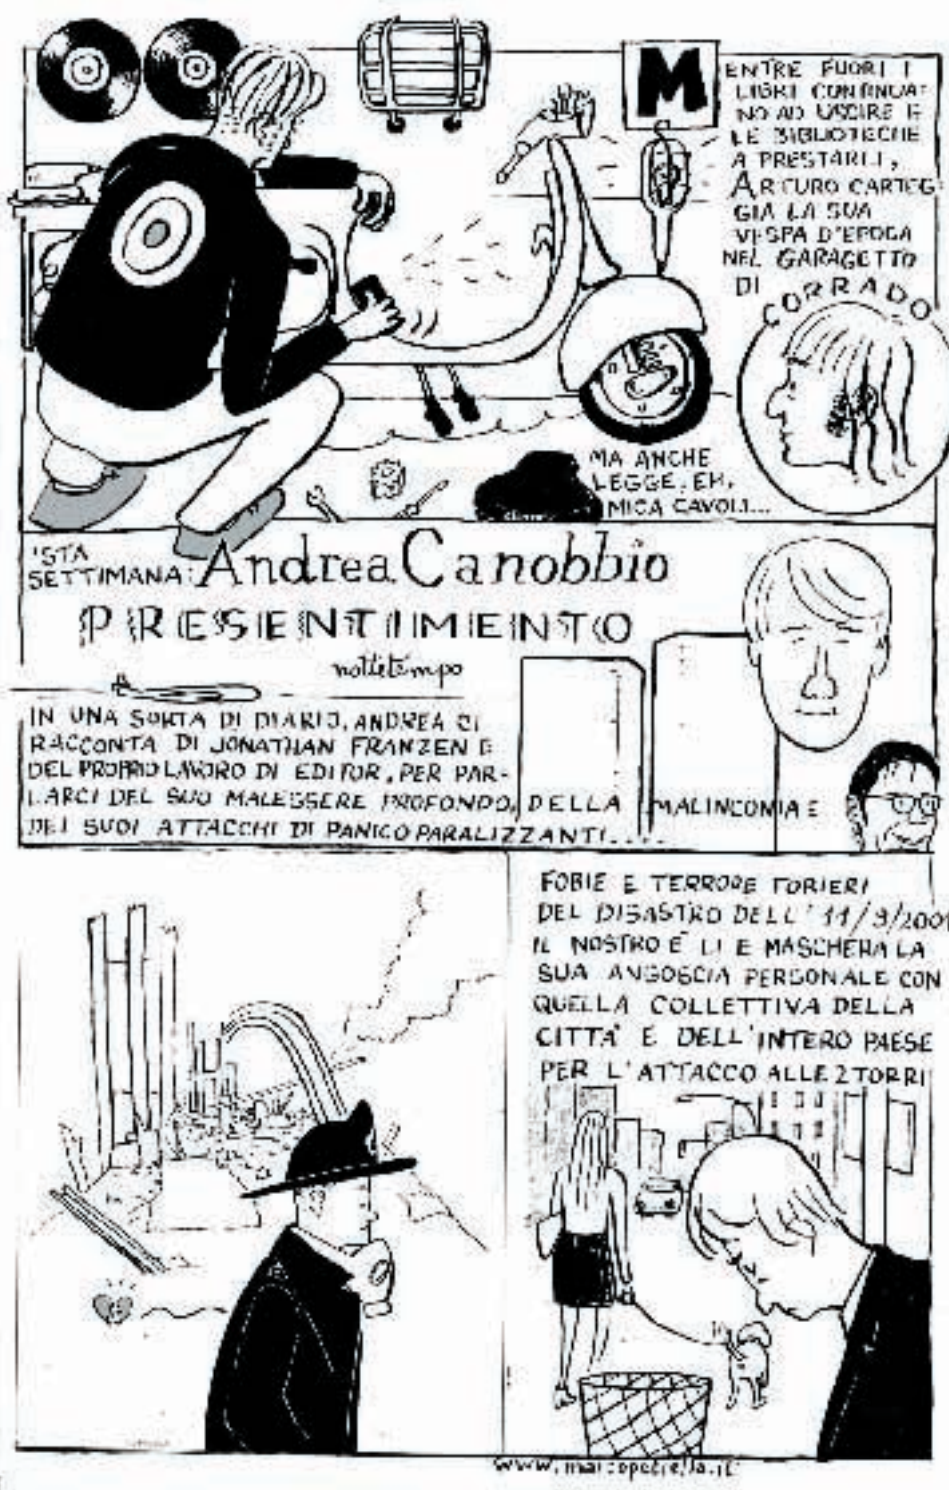 M
ENTRE FUORI I
LIBRI CONTINUA-
NO AD USCIRE E
LE BIBLIOTECHE
A PRESTARLI,
ARTURO CARTEG-
GIA LA SUA
VESPA D'EPOCA
NEL GARAGETTO
DI CORRADO
MA ANCHE
LEGGE, EH,
MICA CAVOLI...
'STA
SETTIMANA: Andrea Canobbio
PRESENTIMENTO
nottetempo
IN UNA SORTA DI DIARIO, ANDREA CI
RACCONTA DI JONATHAN FRANZEN E
DEL PROPRIO LAVORO DI EDITOR, PER PAR-
LARCI DEL SUO MALESSERE PROFONDO, DELLA MALINCONIA E
DEI SUOI ATTACCHI DI PANICO PARALIZZANTI....
FOBIE E TERRORE FORIERI
DEL DISASTRO DELL'11/9/2001
IL NOSTRO È LI E MASCHERA LA
SUA ANGOSCIA PERSONALE CON
QUELLA COLLETTIVA DELLA
CITTÀ E DELL'INTERO PAESE
PER L'ATTACCO ALLE 2 TORRI
www.marcopetrella.it